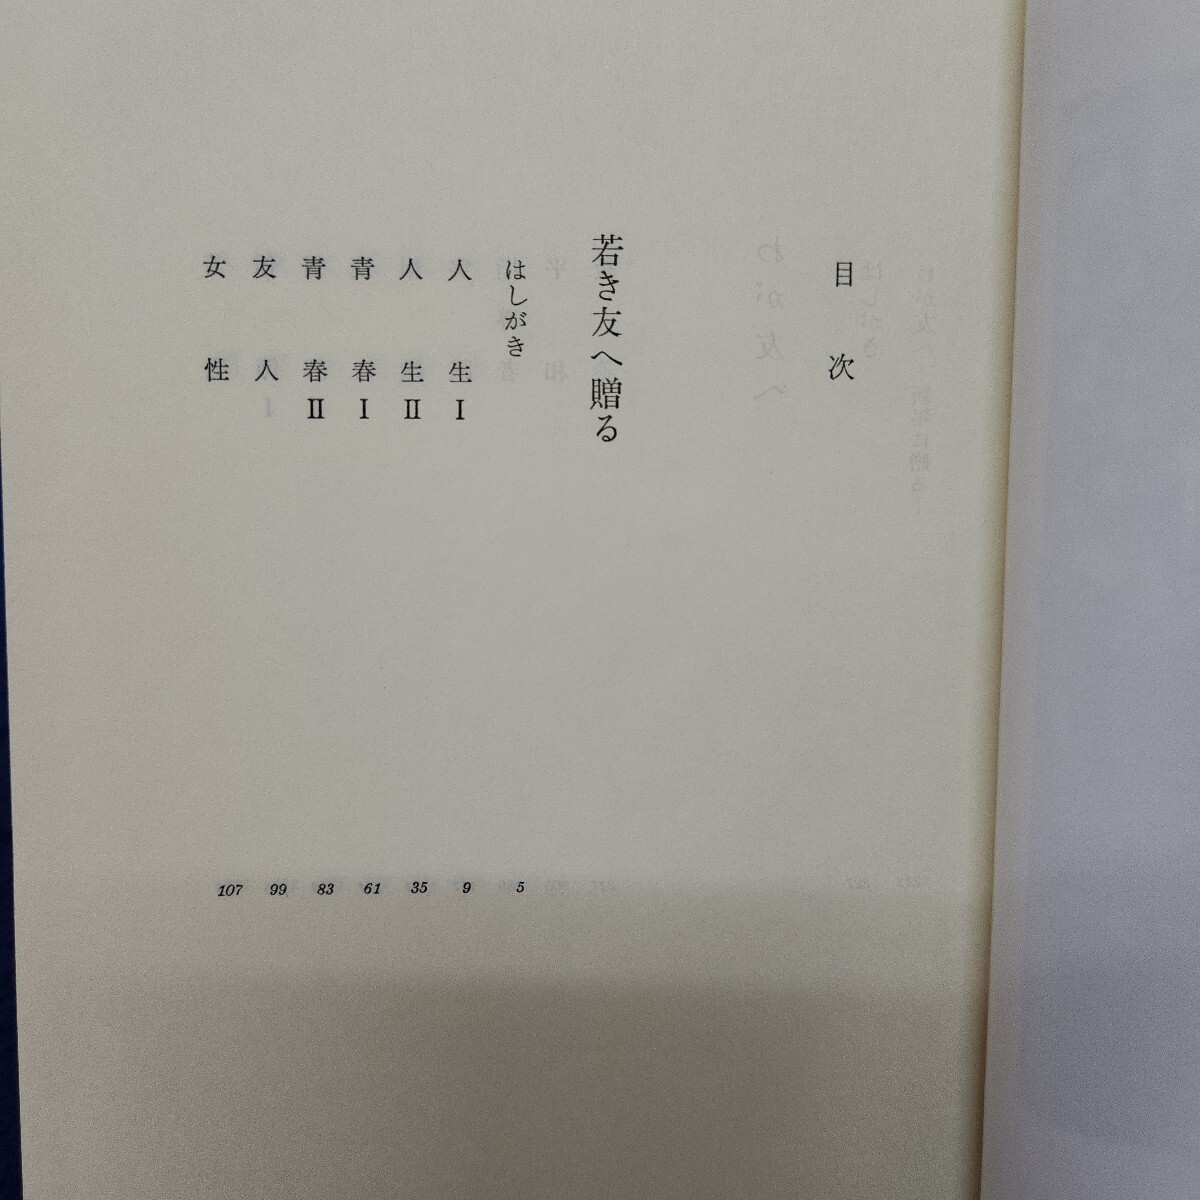 目次
若き友へ贈る
はしがき 5
人生Ⅰ 9
人生Ⅱ 35
青春Ⅰ 61
青春Ⅱ 83
友人 99
女性 107